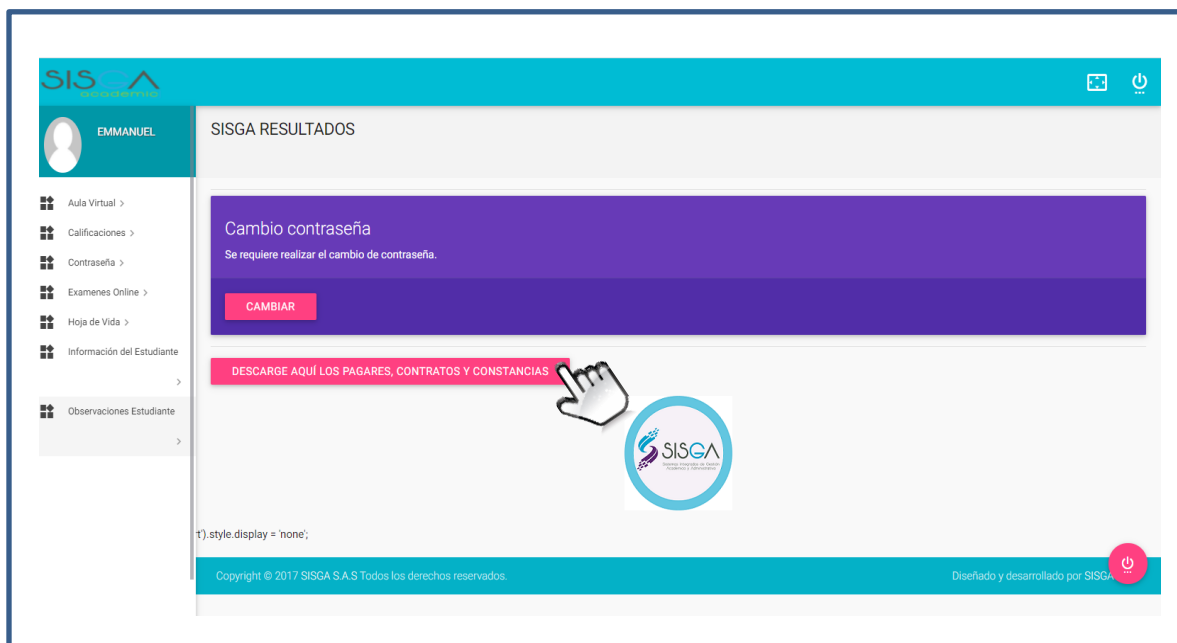 SISGA
academio
EMMANUEL
SISGA RESULTADOS
Aula Virtual >
Calificaciones >
Contraseña >
Examenes Online >
Hoja de Vida >
Información del Estudiante
>
Observaciones Estudiante
>
Cambio contraseña
Se requiere realizar el cambio de contraseña.
CAMBIAR
DESCARGE AQUÍ LOS PAGARES, CONTRATOS Y CONSTANCIAS
SISGA
t').style.display = 'none';
Copyright © 2017 SISGA S.A.S Todos los derechos reservados.
Diseñado y desarrollado por SISGA